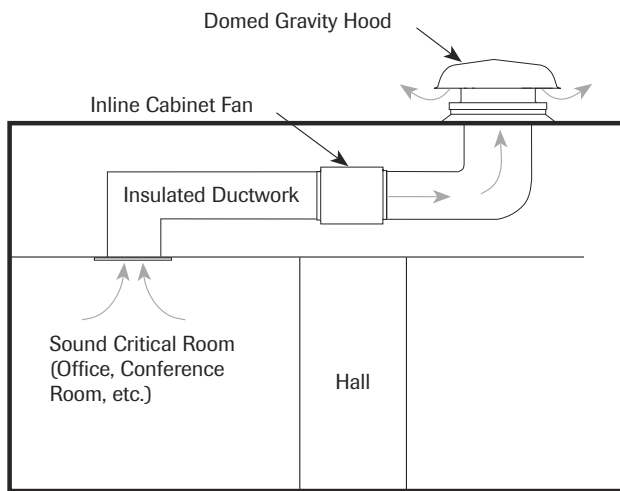 Domed Gravity Hood
Inline Cabinet Fan
Insulated Ductwork
Sound Critical Room
(Office, Conference
Room, etc.)
Hall